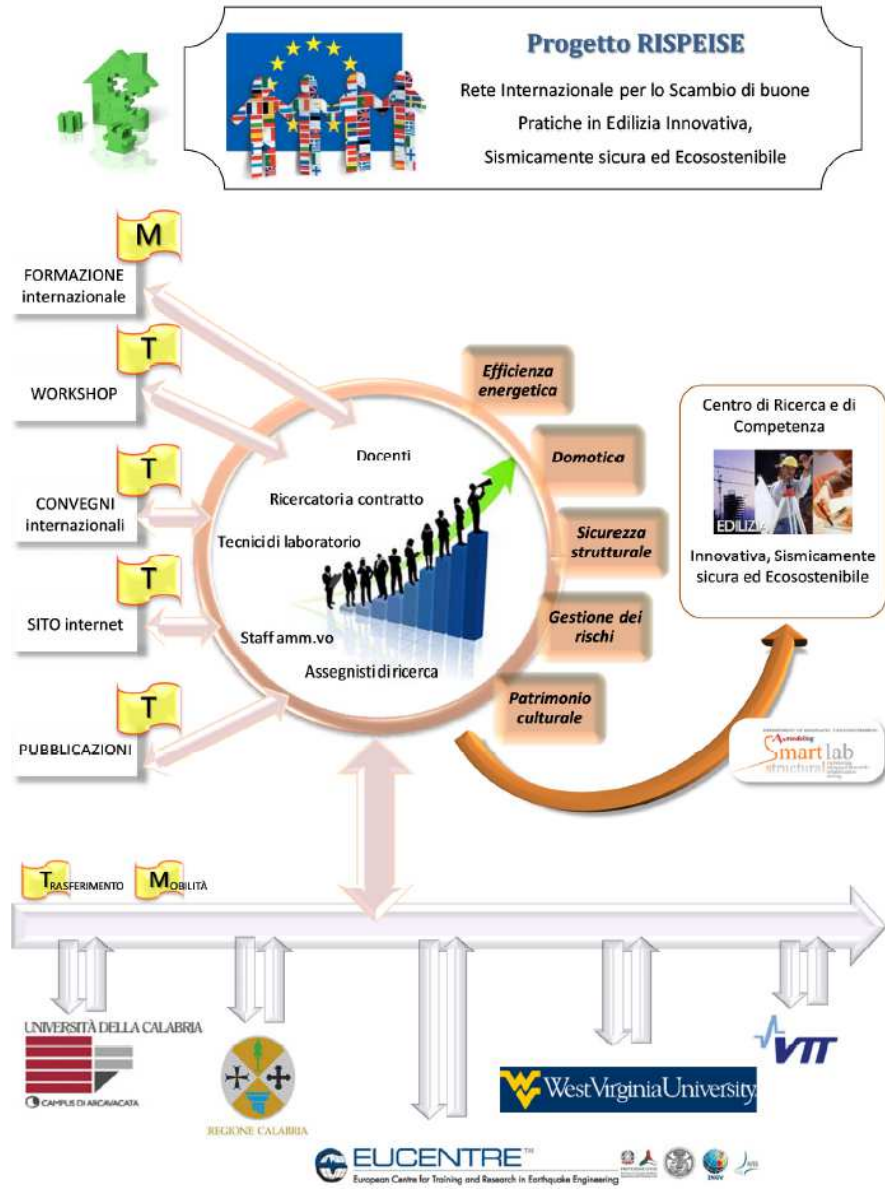 Progetto RISPEISE
Rete Internazionale per lo Scambio di buone
Pratiche in Edilizia Innovativa,
Sismicamente sicura ed Ecosostenibile
M
FORMAZIONE
internazionale
T
WORKSHOP
T
CONVEGNI
internazionali
T
SITO internet
T
PUBBLICAZIONI
Docenti
Ricercatori a contratto
Tecnici di laboratorio
Staff amm.vo
Assegnisti di ricerca
Efficienza
energetica
Domotica
Sicurezza
strutturale
Gestione dei
rischi
Patrimonio
culturale
Centro di Ricerca e di
Competenza
EDILIZIA
Innovativa, Sismicamente
sicura ed Ecosostenibile
modeling
Smart lab
structural
TRASFERIMENTO
MOBILITÀ
UNIVERSITÀ DELLA CALABRIA
CAMPUS DI ARCAVACATA
REGIONE CALABRIA
EUCENTRE™
European Centre for Training and Research in Earthquake Engineering
INGV
WestVirginiaUniversity
VTT